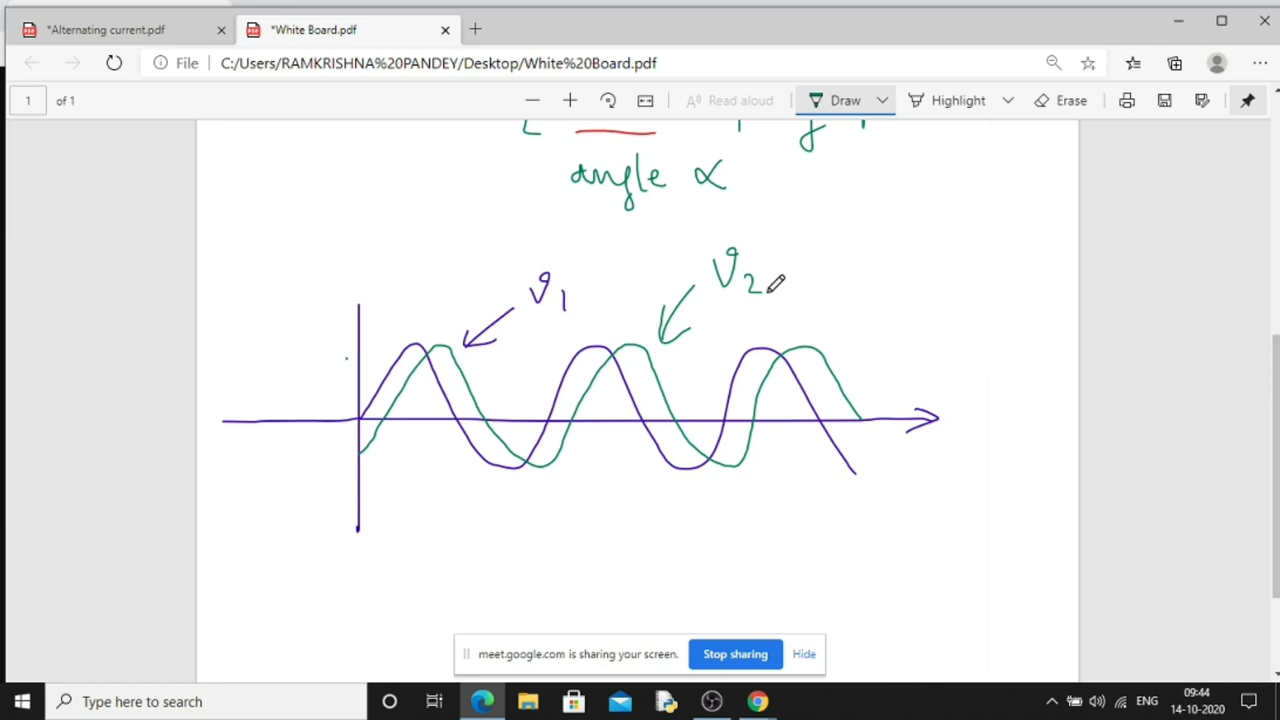 *Alternating current.pdf
*White Board.pdf
File C:/Users/RAMKRISHNA%20PANDEY/Desktop/White%20Board.pdf
1 of 1 Read aloud Draw Highlight Erase
angle α
V1
V2
meet.google.com is sharing your screen. Stop sharing Hide
Type here to search ENG 09:44
14-10-2020